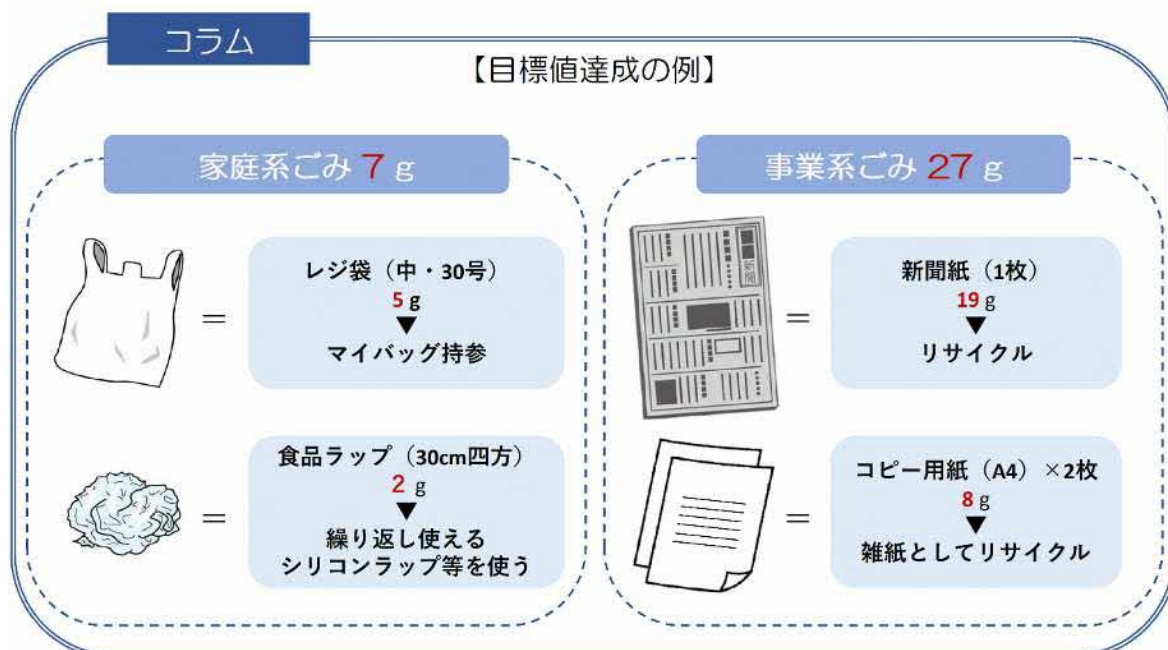 コラム
【目標値達成の例】
家庭系ごみ 7 g
レジ袋（中・30号）
5 g
▼
マイバッグ持参
食品ラップ（30cm四方）
2 g
▼
繰り返し使える
シリコンラップ等を使う
事業系ごみ 27 g
新聞
新聞紙（1枚）
19 g
▼
リサイクル
コピー用紙（A4）×2枚
8 g
▼
雑紙としてリサイクル